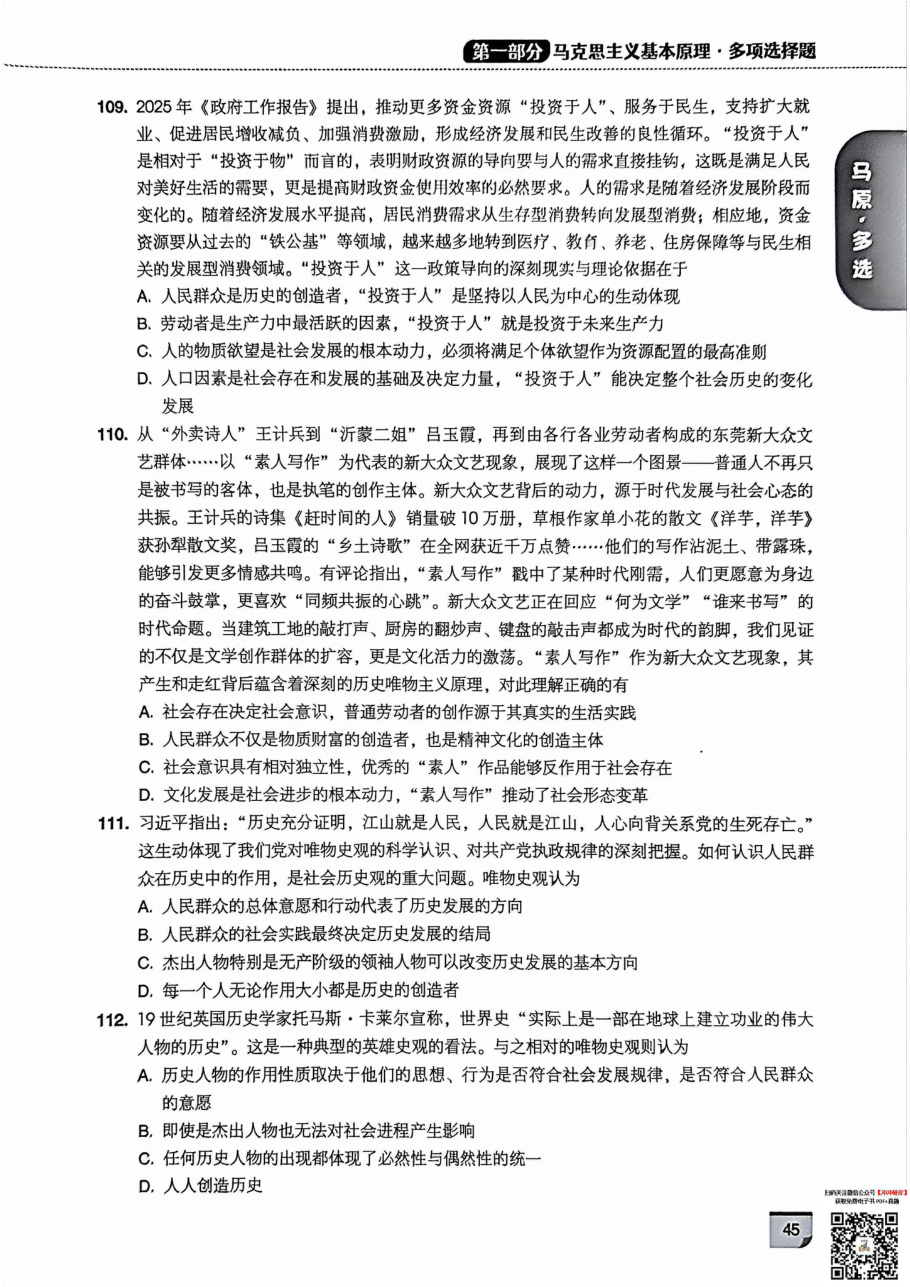 第一部分 马克思主义基本原理·多项选择题
109. 2025年《政府工作报告》提出，推动更多资金资源“投资于人”、服务于民生，支持扩大就
业、促进居民增收减负、加强消费激励，形成经济发展和民生改善的良性循环。“投资于人”
是相对于“投资于物”而言的，表明财政资源的导向要与人的需求直接挂钩，这既是满足人民
对美好生活的需要，更是提高财政资金使用效率的必然要求。人的需求是随着经济发展阶段而
变化的。随着经济发展水平提高，居民消费需求从生存型消费转向发展型消费；相应地，资金
资源要从过去的“铁公基”等领域，越来越多地转到医疗、教育、养老、住房保障等与民生相
关的发展型消费领域。“投资于人”这一政策导向的深刻现实与理论依据在于
A. 人民群众是历史的创造者，“投资于人”是坚持以人民为中心的生动体现
B. 劳动者是生产力中最活跃的因素，“投资于人”就是投资于未来生产力
C. 人的物质欲望是社会发展的根本动力，必须将满足个体欲望作为资源配置的最高准则
D. 人口因素是社会存在和发展的基础及决定力量，“投资于人”能决定整个社会历史的变化
发展
110. 从“外卖诗人”王计兵到“沂蒙二姐”吕玉霞，再到由各行各业劳动者构成的东莞新大众文
艺群体……以“素人写作”为代表的新大众文艺现象，展现了这样一个图景——普通人不再只
是被书写的客体，也是执笔的创作主体。新大众文艺背后的动力，源于时代发展与社会心态的
共振。王计兵的诗集《赶时间的人》销量破10万册，草根作家单小花的散文《洋芋，洋芋》
获孙犁散文奖，吕玉霞的“乡土诗歌”在全网获近千万点赞……他们的写作沾泥土、带露珠，
能够引发更多情感共鸣。有评论指出，“素人写作”戳中了某种时代刚需，人们更愿意为身边
的奋斗鼓掌，更喜欢“同频共振的心跳”。新大众文艺正在回应“何为文学”“谁来书写”的
时代命题。当建筑工地的敲打声、厨房的翻炒声、键盘的敲击声都成为时代的韵脚，我们见证
的不仅是文学创作群体的扩容，更是文化活力的激荡。“素人写作”作为新大众文艺现象，其
产生和走红背后蕴含着深刻的历史唯物主义原理，对此理解正确的有
A. 社会存在决定社会意识，普通劳动者的创作源于其真实的生活实践
B. 人民群众不仅是物质财富的创造者，也是精神文化的创造主体
C. 社会意识具有相对独立性，优秀的“素人”作品能够反作用于社会存在
D. 文化发展是社会进步的根本动力，“素人写作”推动了社会形态变革
111. 习近平指出：“历史充分证明，江山就是人民，人民就是江山，人心向背关系党的生死存亡。”
这生动体现了我们党对唯物史观的科学认识、对共产党执政规律的深刻把握。如何认识人民群
众在历史中的作用，是社会历史观的重大问题。唯物史观认为
A. 人民群众的总体意愿和行动代表了历史发展的方向
B. 人民群众的社会实践最终决定历史发展的结局
C. 杰出人物特别是无产阶级的领袖人物可以改变历史发展的基本方向
D. 每一个人无论作用大小都是历史的创造者
112. 19世纪英国历史学家托马斯·卡莱尔宣称，世界史“实际上是一部在地球上建立功业的伟大
人物的历史”。这是一种典型的英雄史观的看法。与之相对的唯物史观则认为
A. 历史人物的作用性质取决于他们的思想、行为是否符合社会发展规律，是否符合人民群众
的意愿
B. 即使是杰出人物也无法对社会进程产生影响
C. 任何历史人物的出现都体现了必然性与偶然性的统一
D. 人人创造历史
马原·多选
扫码关注微信公众号【冲冲研资】
获取免费电子书PDF+真题
45